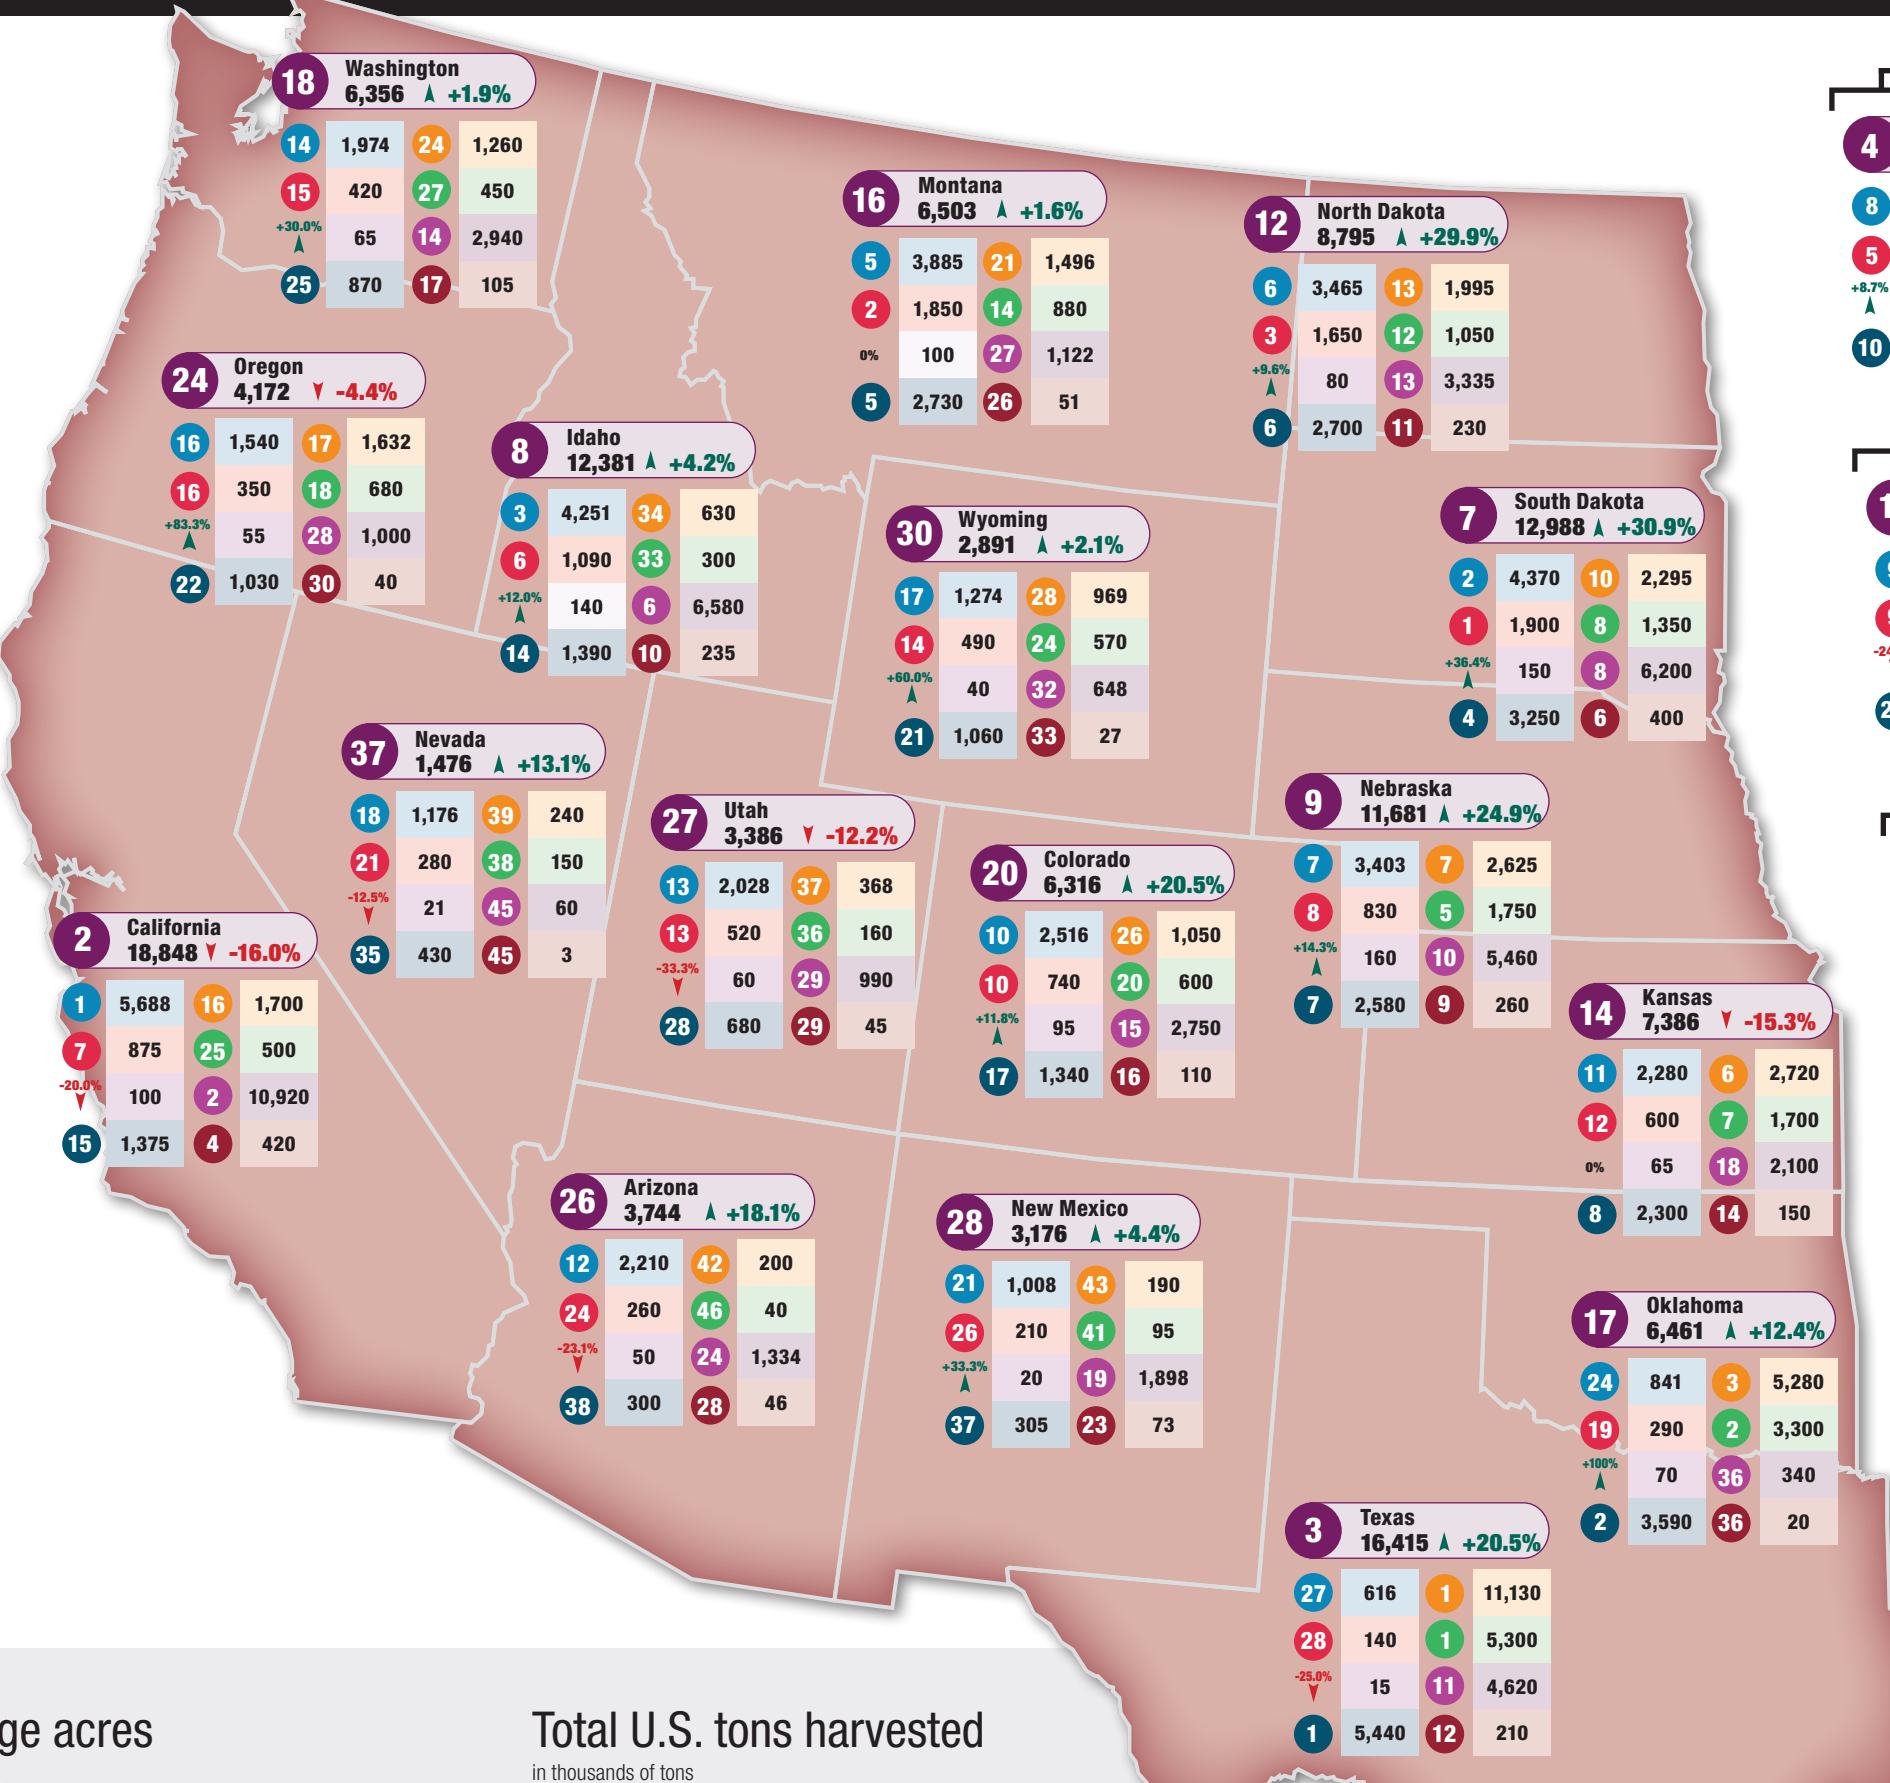 18 Washington
6,356 +1.9%
14 1,974 24 1,260
15 420 27 450
+30.0% 65 14 2,940
25 870 17 105
16 Montana
6,503 +1.6%
5 3,885 21 1,496
2 1,850 14 880
0% 100 27 1,122
5 2,730 26 51
12 North Dakota
8,795 +29.9%
6 3,465 13 1,995
3 1,650 12 1,050
+9.6% 80 13 3,335
6 2,700 11 230
4
8
5
+8.7%
10
24 Oregon
4,172 -4.4%
16 1,540 17 1,632
16 350 18 680
+83.3% 55 28 1,000
22 1,030 30 40
8 Idaho
12,381 +4.2%
3 4,251 34 630
6 1,090 33 300
+12.0% 140 6 6,580
14 1,390 10 235
30 Wyoming
2,891 +2.1%
17 1,274 28 969
14 490 24 570
+60.0% 40 32 648
21 1,060 33 27
7 South Dakota
12,988 +30.9%
2 4,370 10 2,295
1 1,900 8 1,350
+36.4% 150 8 6,200
4 3,250 6 400
37 Nevada
1,476 +13.1%
18 1,176 39 240
21 280 38 150
-12.5% 21 45 60
35 430 45 3
27 Utah
3,386 -12.2%
13 2,028 37 368
13 520 36 160
-33.3% 60 29 990
28 680 29 45
20 Colorado
6,316 +20.5%
10 2,516 26 1,050
10 740 20 600
+11.8% 95 15 2,750
17 1,340 16 110
9 Nebraska
11,681 +24.9%
7 3,403 7 2,625
8 830 5 1,750
+14.3% 160 10 5,460
7 2,580 9 260
2 California
18,848 -16.0%
1 5,688 16 1,700
7 875 25 500
-20.0% 100 2 10,920
15 1,375 4 420
14 Kansas
7,386 -15.3%
11 2,280 6 2,720
12 600 7 1,700
0% 65 18 2,100
8 2,300 14 150
26 Arizona
3,744 +18.1%
12 2,210 42 200
24 260 46 40
-23.1% 50 24 1,334
38 300 28 46
28 New Mexico
3,176 +4.4%
21 1,008 43 190
26 210 41 95
+33.3% 20 19 1,898
37 305 23 73
17 Oklahoma
6,461 +12.4%
24 841 3 5,280
19 290 2 3,300
+100% 70 36 340
2 3,590 36 20
3 Texas
16,415 +20.5%
27 616 1 11,130
28 140 1 5,300
-25.0% 15 11 4,620
1 5,440 12 210
ge acres
Total U.S. tons harvested
in thousands of tons